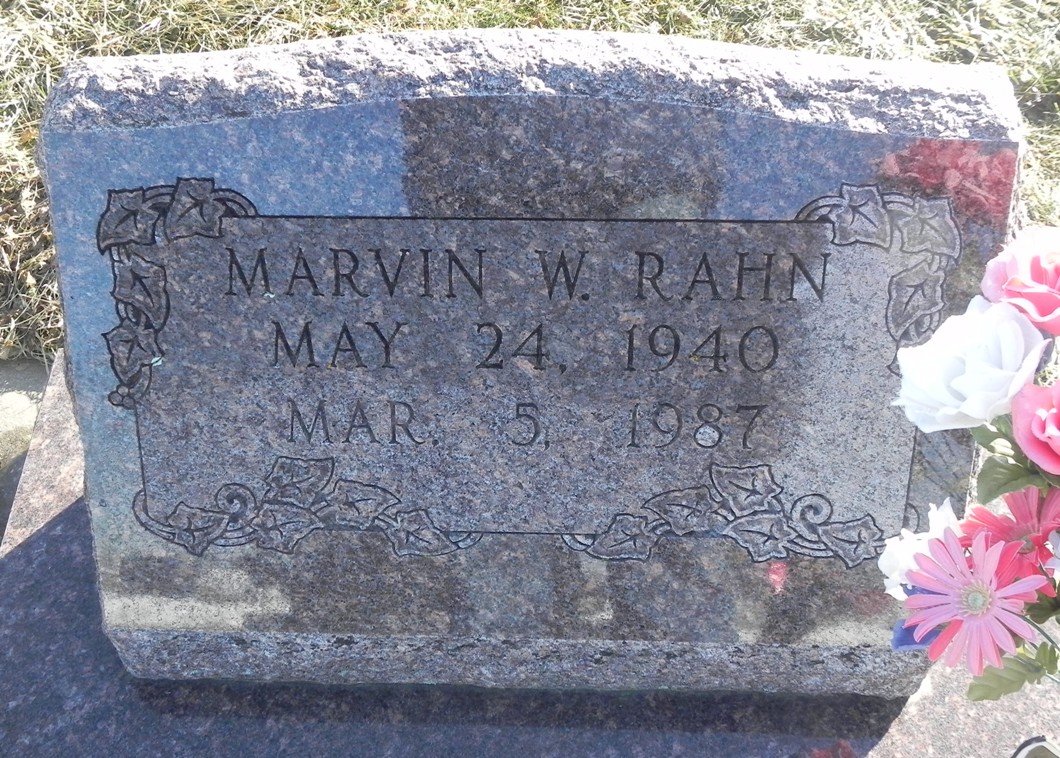 MARVIN W. RAHN
MAY 24, 1940
MAR. 5, 1987